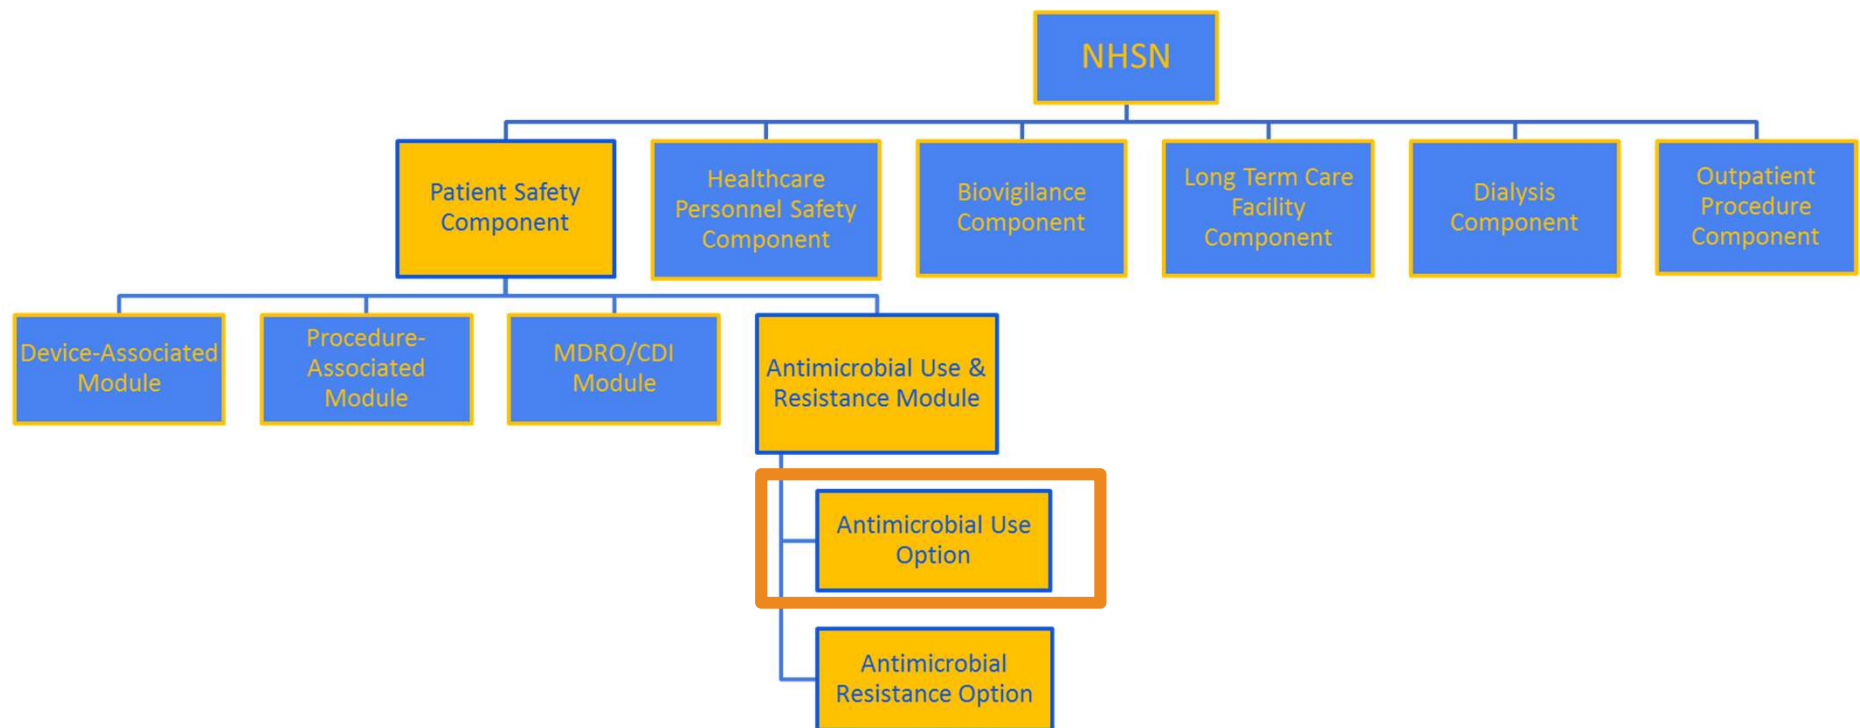 NHSN
Patient Safety
Component
Healthcare
Personnel Safety
Component
Biovigilance
Component
Long Term Care
Facility
Component
Dialysis
Component
Outpatient
Procedure
Component
Device-Associated
Module
Procedure-
Associated
Module
MDRO/CDI
Module
Antimicrobial Use &
Resistance Module
Antimicrobial Use
Option
Antimicrobial
Resistance Option